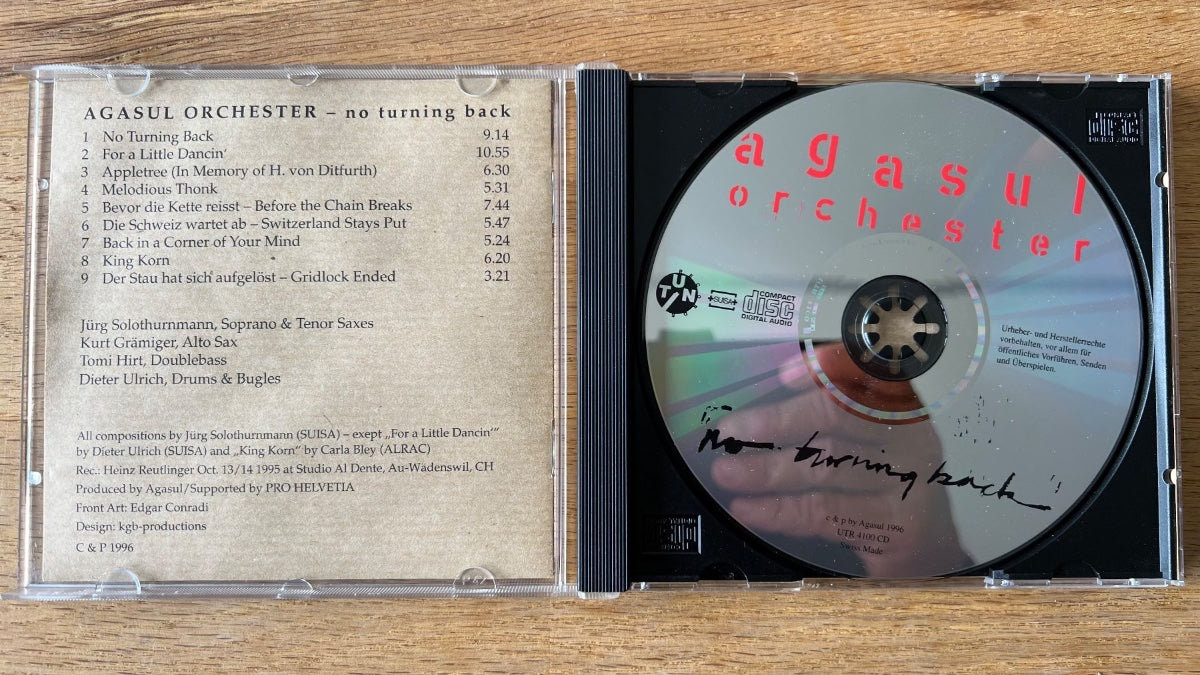 AGASUL ORCHESTER – no turning back
1 No Turning Back 9.14
2 For a Little Dancin‘ 10.55
3 Appletree (In Memory of H. von Ditfurth) 6.30
4 Melodious Thonk 5.31
5 Bevor die Kette reisst – Before the Chain Breaks 7.44
6 Die Schweiz wartet ab – Switzerland Stays Put 5.47
7 Back in a Corner of Your Mind 5.24
8 King Korn 6.20
9 Der Stau hat sich aufgelöst – Gridlock Ended 3.21
Jürg Solothurnmann, Soprano & Tenor Saxes
Kurt Grämiger, Alto Sax
Tomi Hirt, Doublebass
Dieter Ulrich, Drums & Bugles
All compositions by Jürg Solothurnmann (SUISA) – exept „For a Little Dancin‘”
by Dieter Ulrich (SUISA) and „King Korn” by Carla Bley (ALRAC)
Rec.: Heinz Reutlinger Oct. 13/14 1995 at Studio Al Dente, Au-Wädenswil, CH
Produced by Agasul/Supported by PRO HELVETIA
Front Art: Edgar Conradi
Design: kgb-productions
C & P 1996
agasul
orchester
UTN
SUISA
COMPACT
disc
DIGITAL AUDIO
Urheber- und Herstellerrechte
vorbehalten, vor allem für
öffentliches Vorführen, Senden
und Überspielen.
No turning back
c & p by Agasul 1996
UTR 4100 CD
Swiss Made
COMPACT
disc
DIGITAL AUDIO